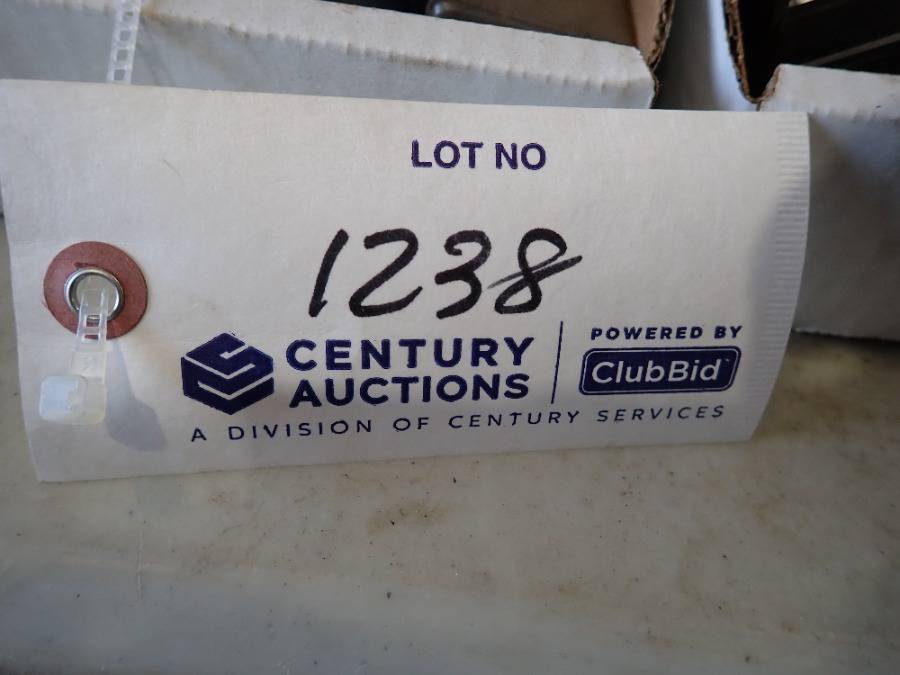 LOT NO
1238
CENTURY
AUCTIONS
POWERED BY
ClubBid
A DIVISION OF CENTURY SERVICES